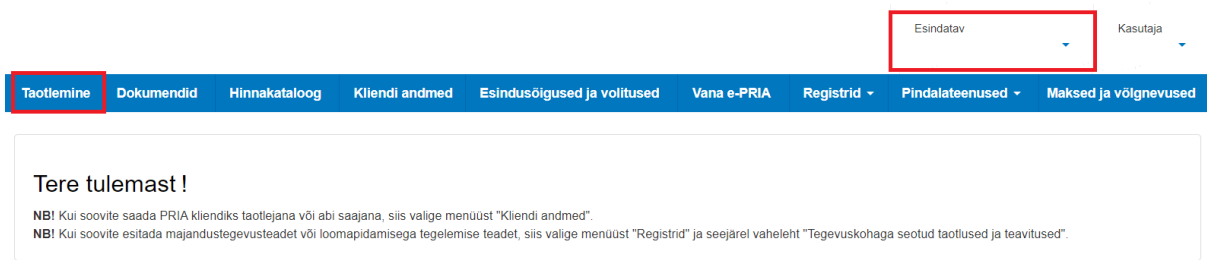 Esindatav
Kasutaja
Taotlemine Dokumendid Hinnakataloog Kliendi andmed Esindusõigused ja volitused Vana e-PRIA Registrid Pindalateenused Maksed ja võlgnevused
Tere tulemast !
NB! Kui soovite saada PRIA kliendiks taotlejana või abi saajana, siis valige menüüst "Kliendi andmed".
NB! Kui soovite esitada majandustegevusteadet või loomapidamisega tegelemise teadet, siis valige menüüst "Registrid" ja seejärel vaheleht "Tegevuskohaga seotud taotlused ja teavitused".